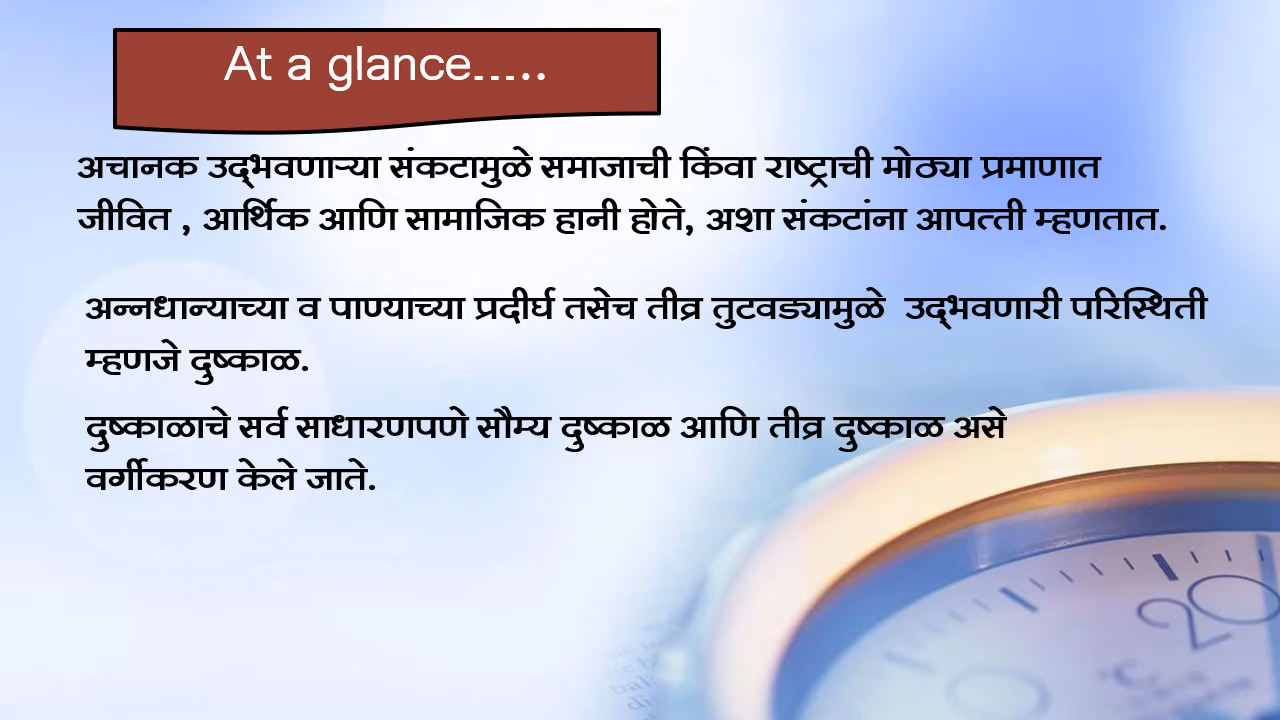 At a glance.....
अचानक उद्‌भवणाऱ्या संकटामुळे समाजाची किंवा राष्ट्राची मोठ्या प्रमाणात
जीवित , आर्थिक आणि सामाजिक हानी होते, अशा संकटांना आपत्ती म्हणतात.
अन्नधान्याच्या व पाण्याच्या प्रदीर्घ तसेच तीव्र तुटवड्यामुळे उद्‌भवणारी परिस्थिती
म्हणजे दुष्काळ.
दुष्काळाचे सर्व साधारणपणे सौम्य दुष्काळ आणि तीव्र दुष्काळ असे
वर्गीकरण केले जाते.
20
°C